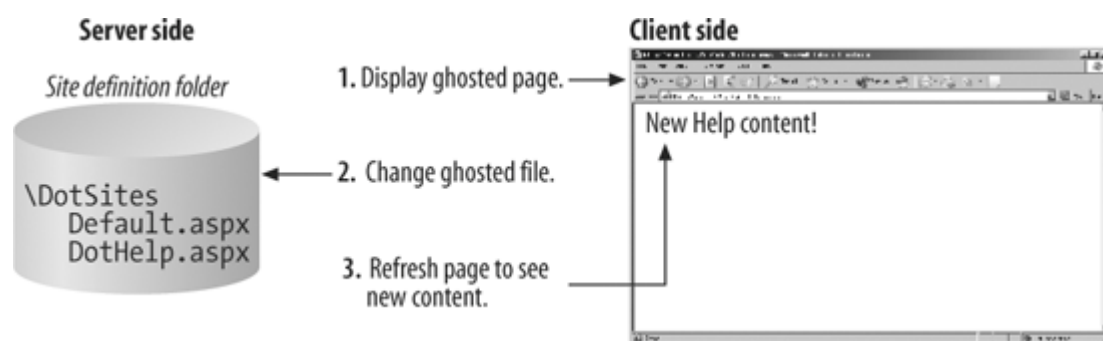 Server side
Client side
Site definition folder
\DotSites
Default.aspx
DotHelp.aspx
1. Display ghosted page.
2. Change ghosted file.
3. Refresh page to see
new content.
New Help content!